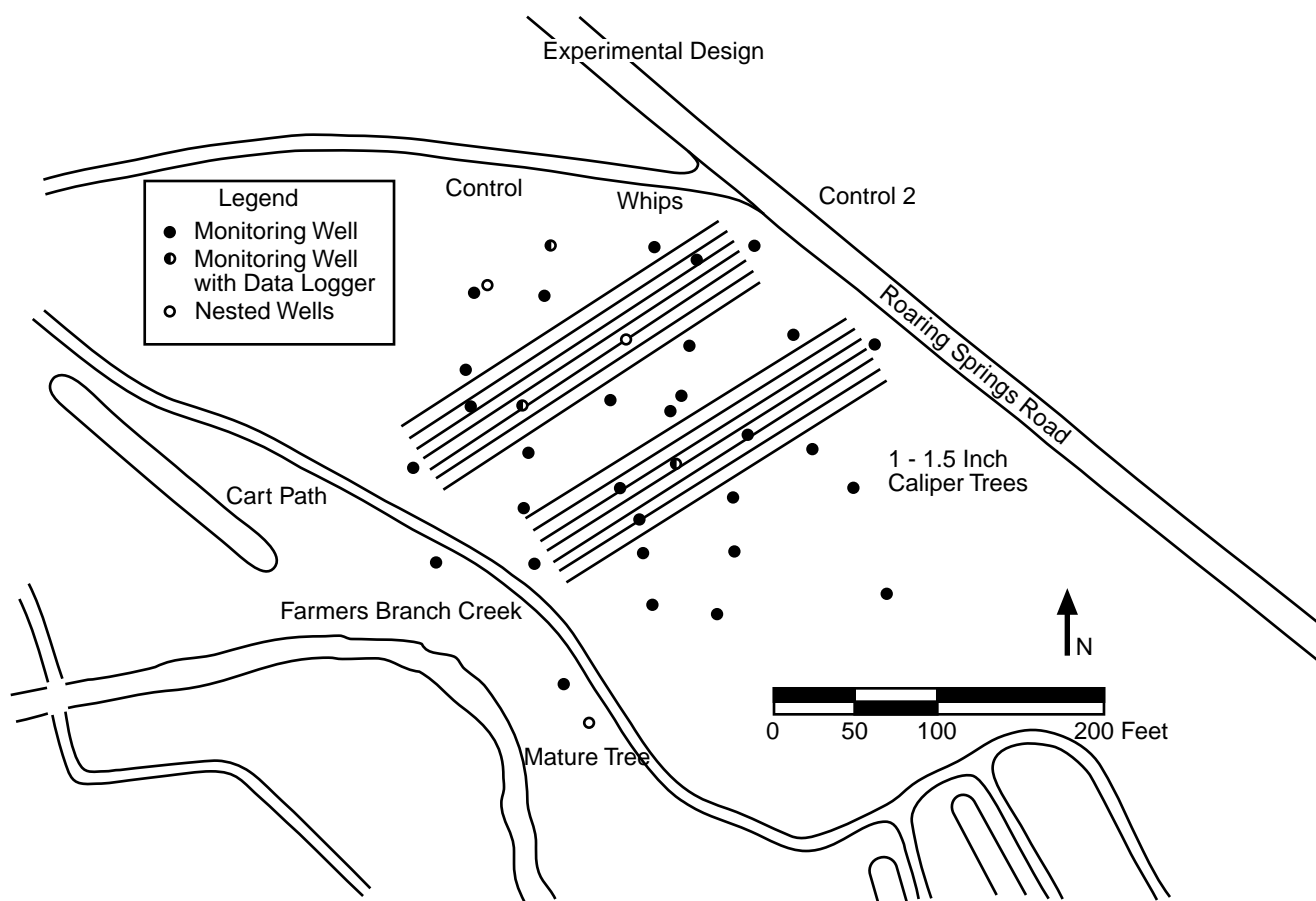 Experimental Design
Control
Whips
Control 2
Legend
Monitoring Well
Monitoring Well
with Data Logger
Nested Wells
Roaring Springs Road
1 - 1.5 Inch
Caliper Trees
Cart Path
Farmers Branch Creek
N
0 50 100 200 Feet
Mature Tree